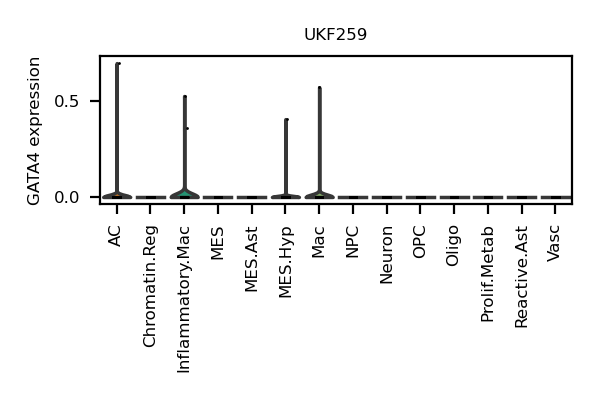 UKF259
GATA4 expression
0.5
0.0
AC
Chromatin.Reg
Inflammatory.Mac
MES
MES.Ast
MES.Hyp
Mac
NPC
Neuron
OPC
Oligo
Prolif.Metab
Reactive.Ast
Vasc